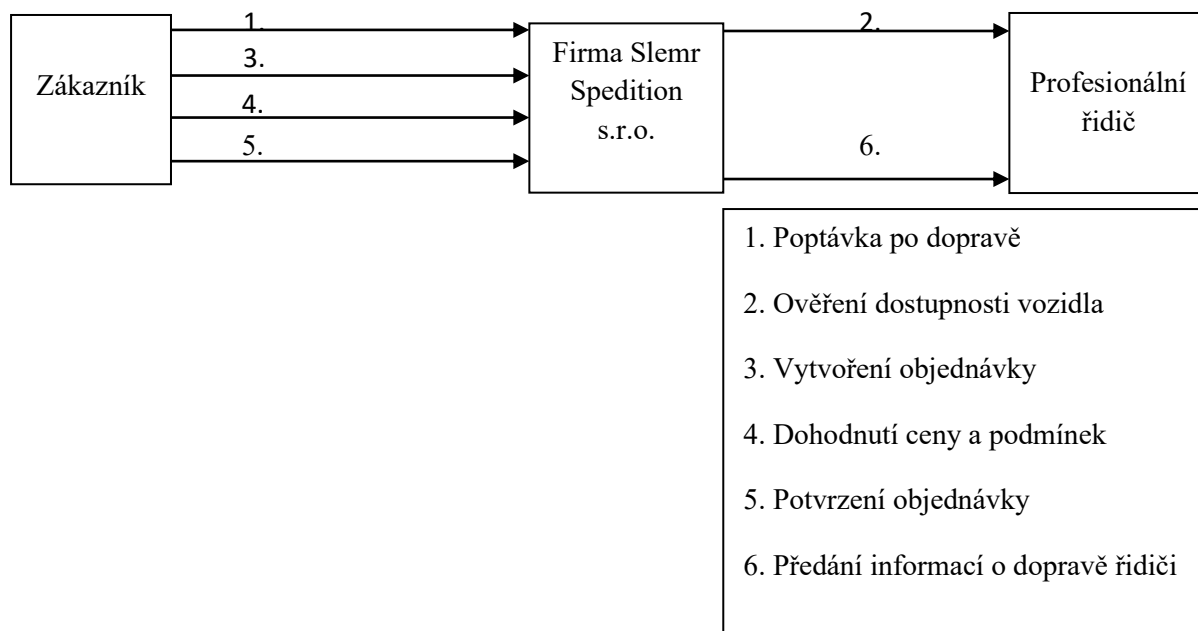 1.
2.
3.
4.
5.
6.
Zákazník
Firma Slemr
Spedition
s.r.o.
Profesionální
řidič
1. Poptávka po dopravě
2. Ověření dostupnosti vozidla
3. Vytvoření objednávky
4. Dohodnutí ceny a podmínek
5. Potvrzení objednávky
6. Předání informací o dopravě řidiči